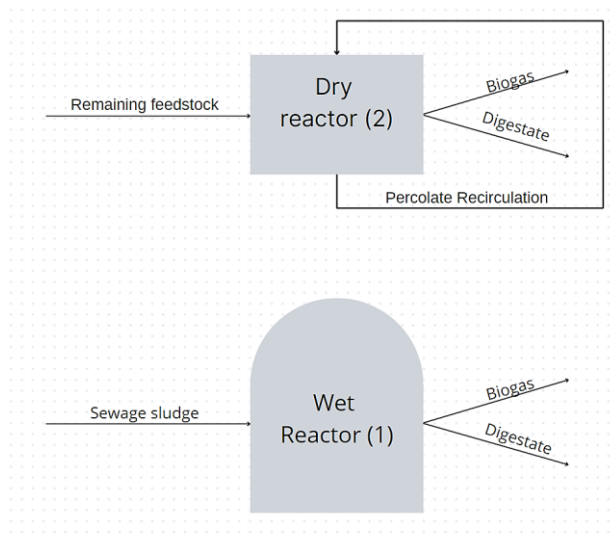 Dry
reactor (2)
Remaining feedstock
Biogas
Digestate
Percolate Recirculation
Wet
Reactor (1)
Sewage sludge
Biogas
Digestate